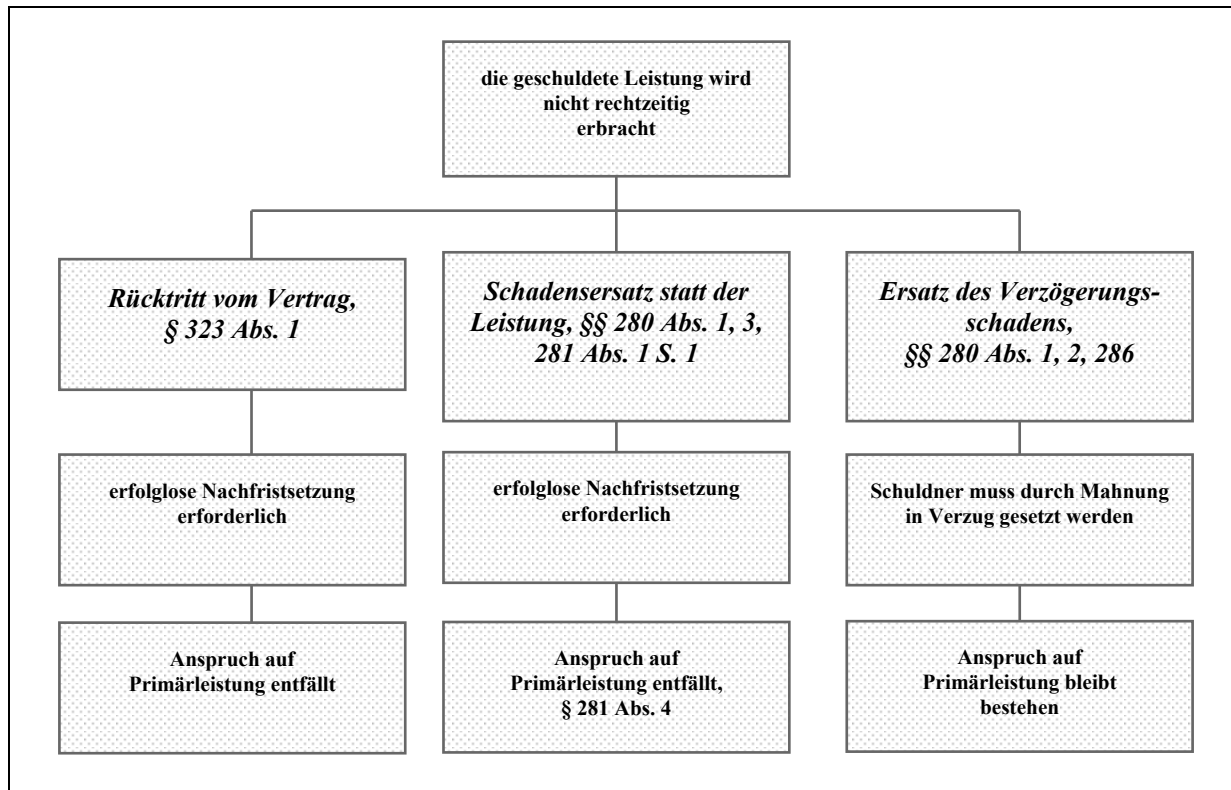 die geschuldete Leistung wird
nicht rechtzeitig
erbracht
Rücktritt vom Vertrag,
§ 323 Abs. 1
Schadensersatz statt der
Leistung, §§ 280 Abs. 1, 3,
281 Abs. 1 S. 1
Ersatz des Verzögerungs-
schadens,
§§ 280 Abs. 1, 2, 286
erfolglose Nachfristsetzung
erforderlich
erfolglose Nachfristsetzung
erforderlich
Schuldner muss durch Mahnung
in Verzug gesetzt werden
Anspruch auf
Primärleistung entfällt
Anspruch auf
Primärleistung entfällt,
§ 281 Abs. 4
Anspruch auf
Primärleistung bleibt
bestehen